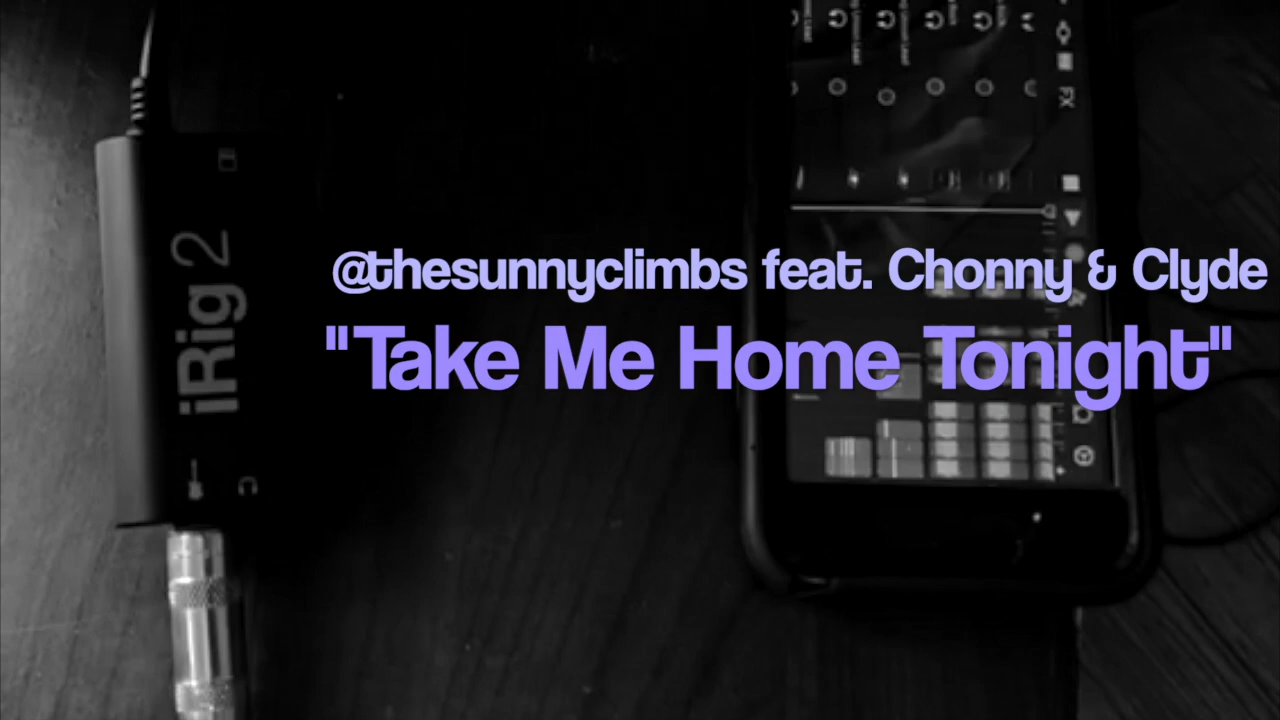 @thesunnyclimbs feat. Chonny & Clyde
"Take Me Home Tonight"
iRig 2
FX